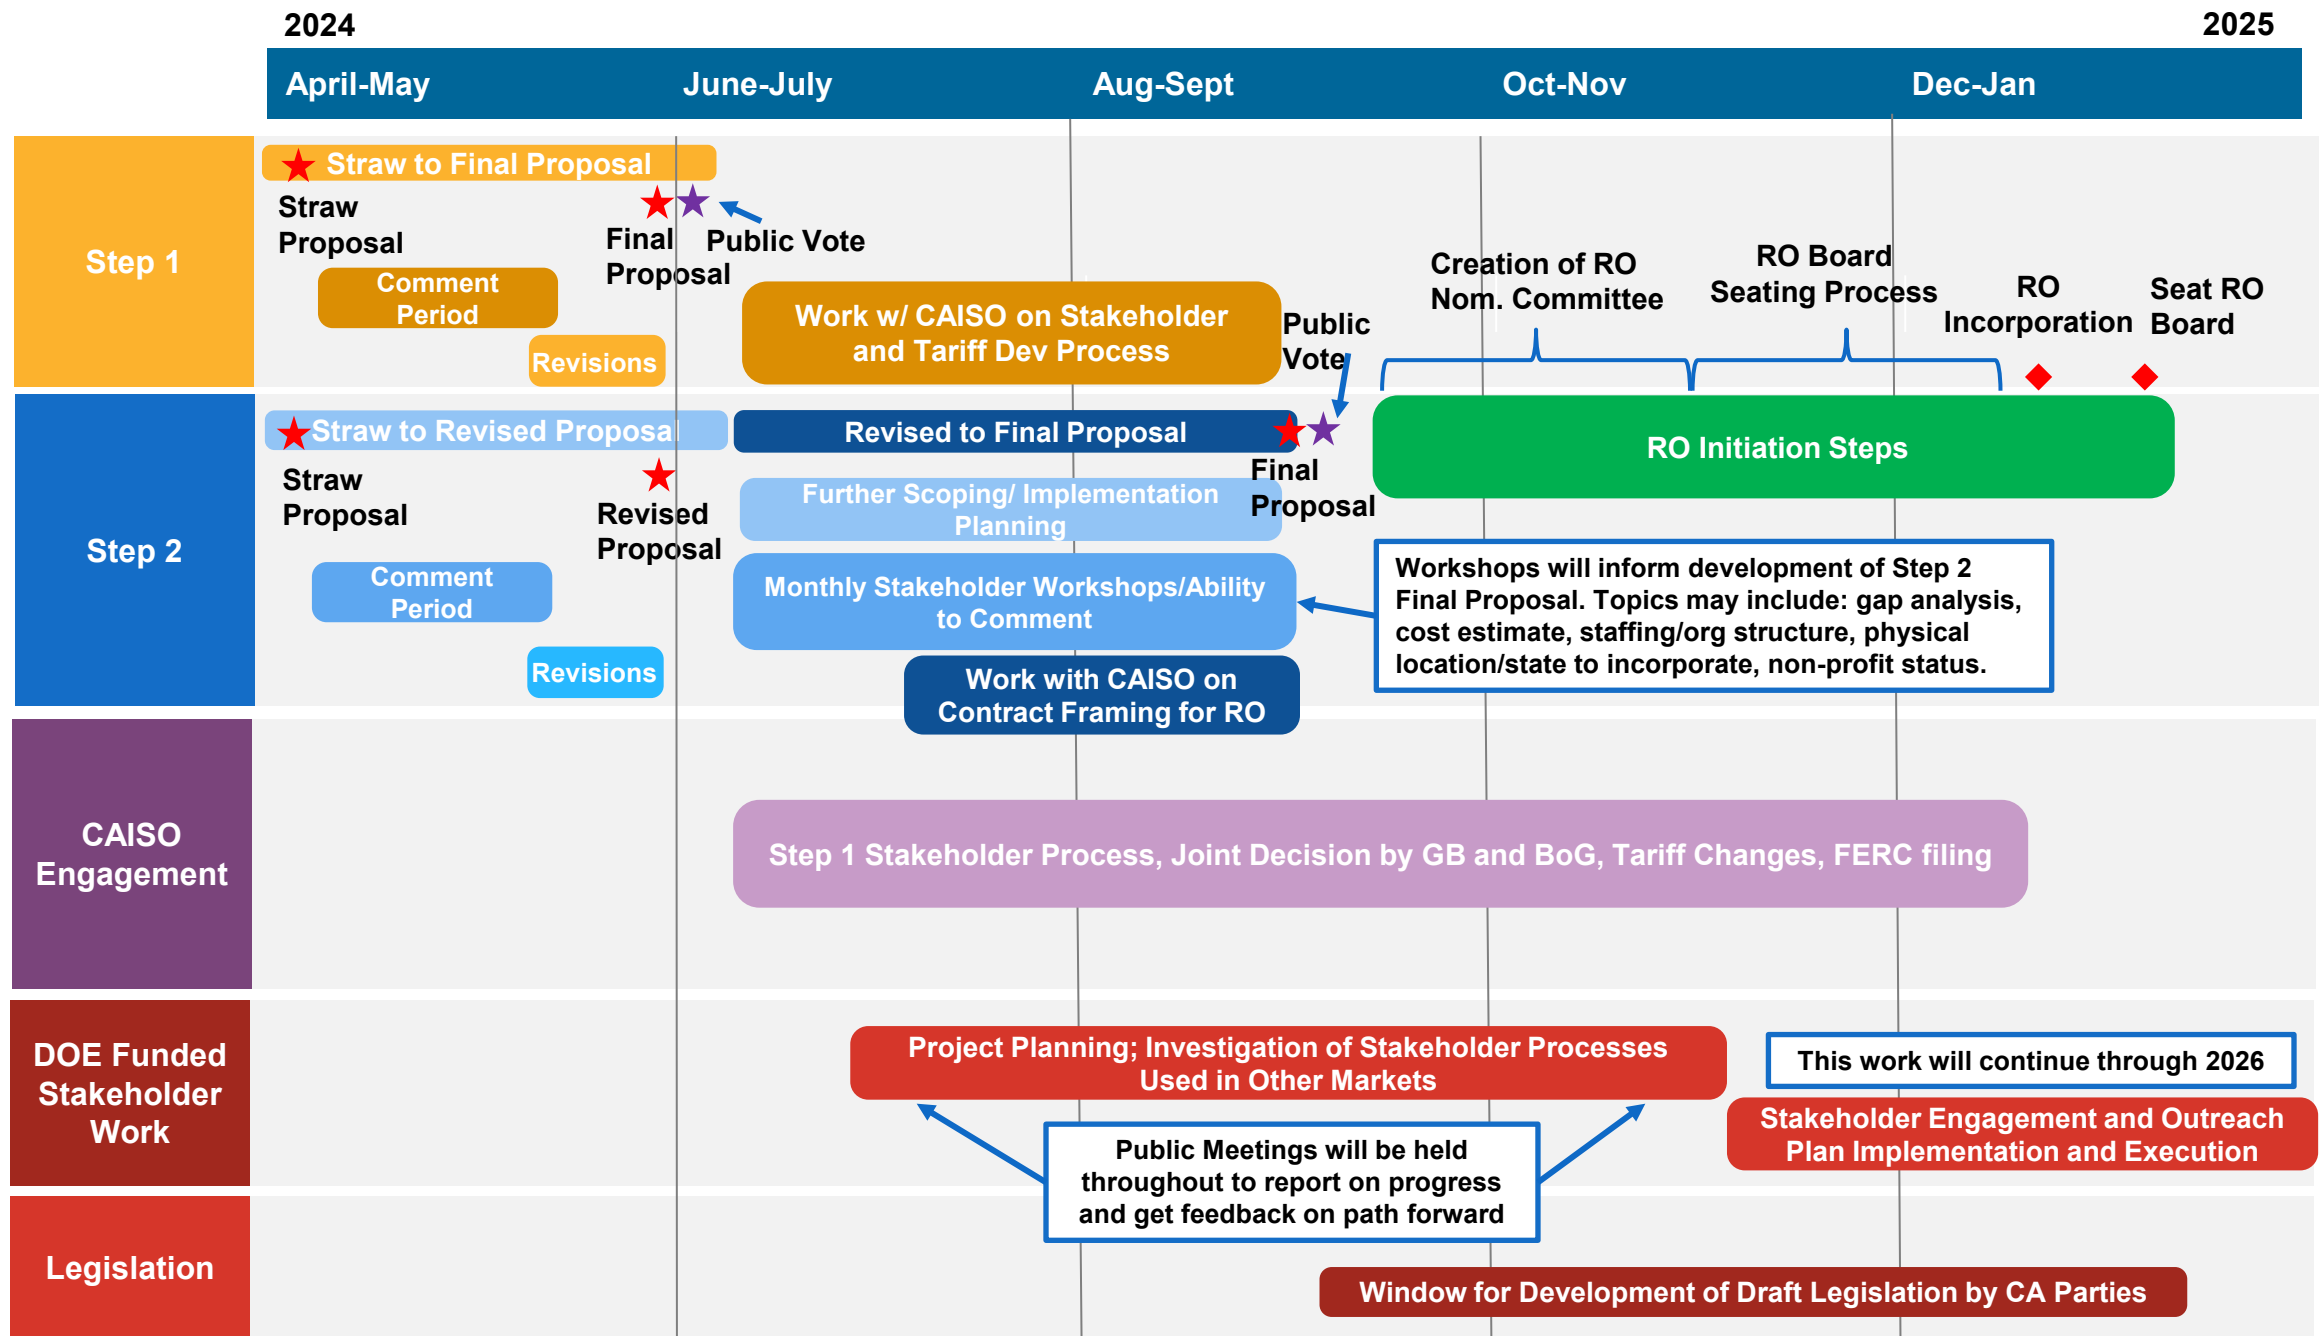 2024
2025
April-May
June-July
Aug-Sept
Oct-Nov
Dec-Jan
Step 1
Straw to Final Proposal
Straw
Proposal
Final
Proposal
Public Vote
Comment
Period
Revisions
Work w/ CAISO on Stakeholder
and Tariff Dev Process
Public
Vote
Creation of RO
Nom. Committee
RO Board
Seating Process
RO
Incorporation
Seat RO
Board
Step 2
Straw to Revised Proposal
Straw
Proposal
Revised
Proposal
Comment
Period
Revisions
Revised to Final Proposal
Final
Proposal
Further Scoping/ Implementation
Planning
Monthly Stakeholder Workshops/Ability
to Comment
Work with CAISO on
Contract Framing for RO
RO Initiation Steps
Workshops will inform development of Step 2
Final Proposal. Topics may include: gap analysis,
cost estimate, staffing/org structure, physical
location/state to incorporate, non-profit status.
CAISO
Engagement
Step 1 Stakeholder Process, Joint Decision by GB and BoG, Tariff Changes, FERC filing
DOE Funded
Stakeholder
Work
Project Planning; Investigation of Stakeholder Processes
Used in Other Markets
This work will continue through 2026
Stakeholder Engagement and Outreach
Plan Implementation and Execution
Public Meetings will be held
throughout to report on progress
and get feedback on path forward
Legislation
Window for Development of Draft Legislation by CA Parties